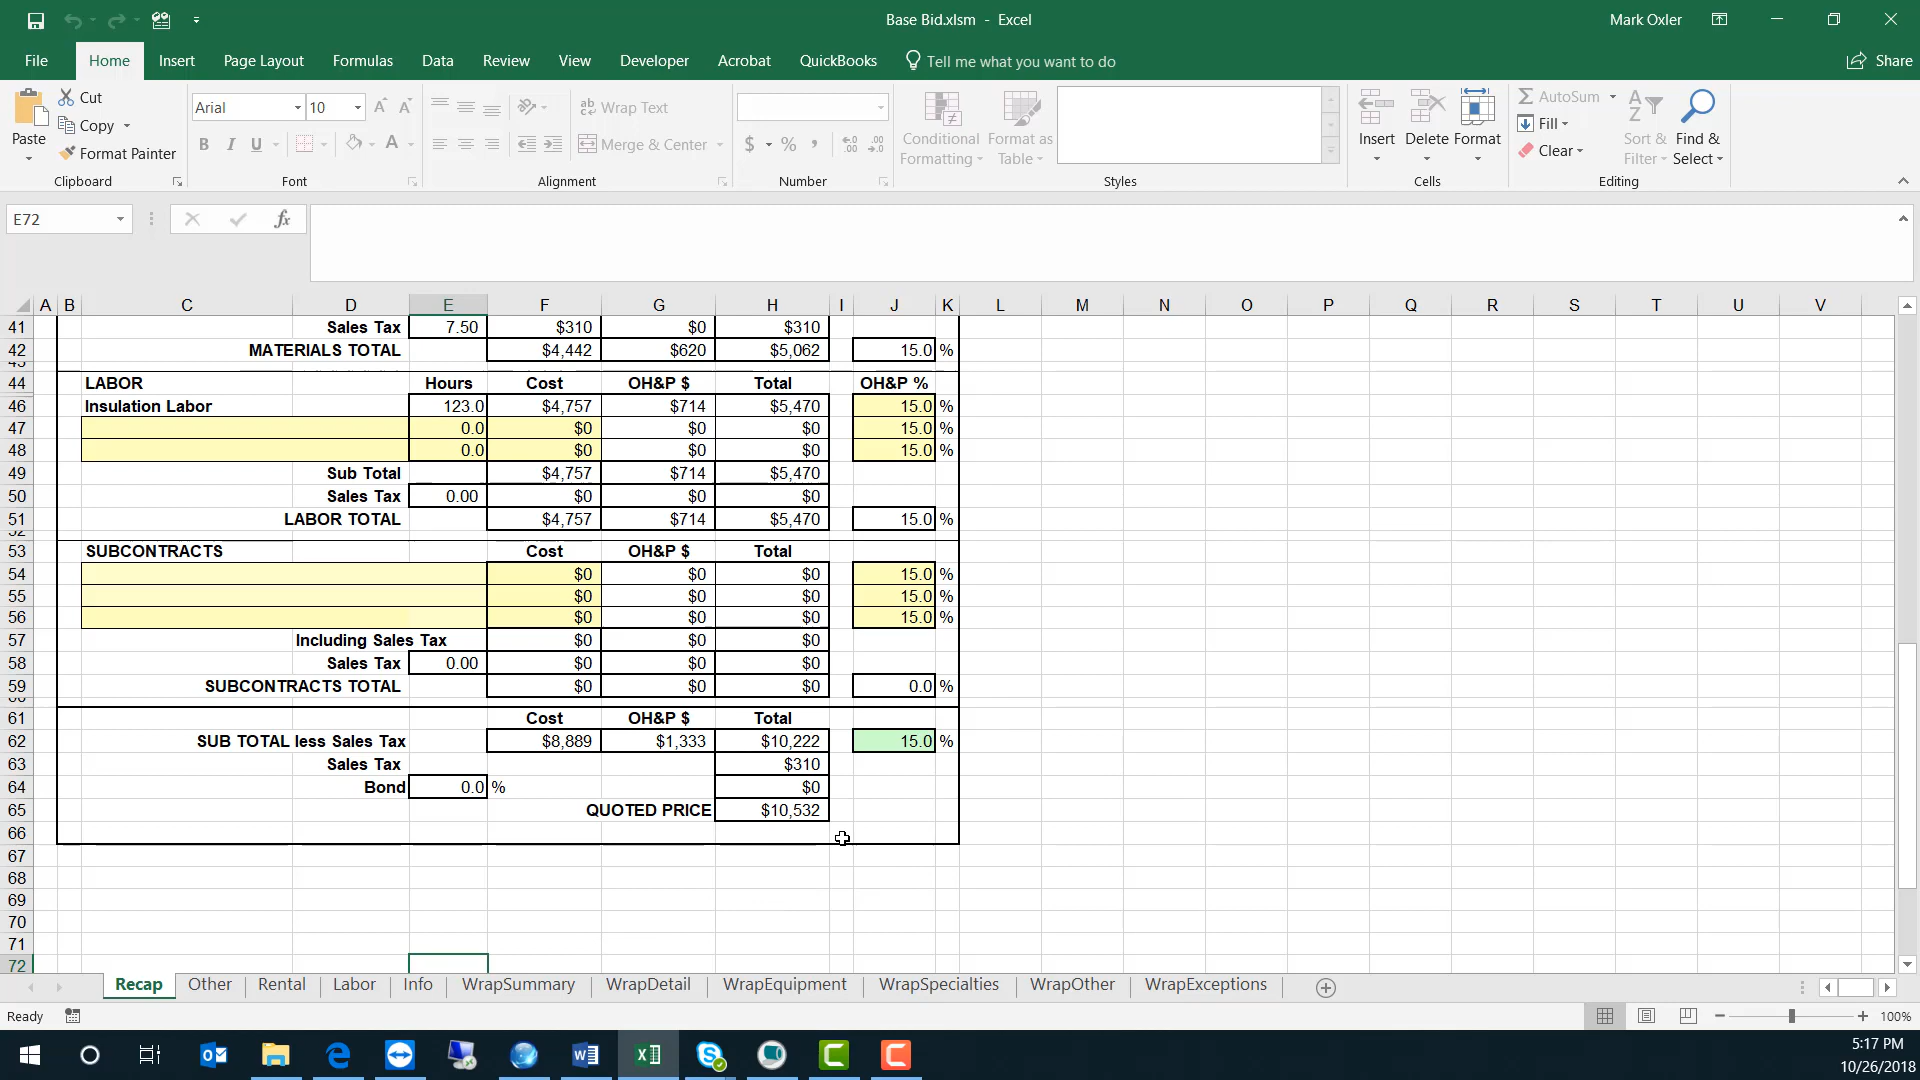 Base Bid.xlsm - Excel
Mark Oxler
File Home Insert Page Layout Formulas Data Review View Developer Acrobat QuickBooks Tell me what you want to do Share
Paste
Cut
Copy
Format Painter
Clipboard
Arial 10
B I U
Font
Wrap Text
Merge & Center
Alignment
$ % ,
Number
Conditional Formatting
Format as Table
Styles
Insert Delete Format
Cells
AutoSum
Fill
Clear
Sort & Filter
Find & Select
Editing
E72
fx
A B C D E F G H I J K L M N O P Q R S T U V
41 Sales Tax 7.50 $310 $0 $310
42 MATERIALS TOTAL $4,442 $620 $5,062 15.0 %
44 LABOR Hours Cost OH&P $ Total OH&P %
46 Insulation Labor 123.0 $4,757 $714 $5,470 15.0 %
47 0.0 $0 $0 $0 15.0 %
48 0.0 $0 $0 $0 15.0 %
49 Sub Total $4,757 $714 $5,470
50 Sales Tax 0.00 $0 $0 $0
51 LABOR TOTAL $4,757 $714 $5,470 15.0 %
53 SUBCONTRACTS Cost OH&P $ Total
54 $0 $0 $0 15.0 %
55 $0 $0 $0 15.0 %
56 $0 $0 $0 15.0 %
57 Including Sales Tax $0 $0 $0
58 Sales Tax 0.00 $0 $0 $0
59 SUBCONTRACTS TOTAL $0 $0 $0 0.0 %
61 Cost OH&P $ Total
62 SUB TOTAL less Sales Tax $8,889 $1,333 $10,222 15.0 %
63 Sales Tax $310
64 Bond 0.0 % $0
65 QUOTED PRICE $10,532
66
67
68
69
70
71
72
Recap Other Rental Labor Info WrapSummary WrapDetail WrapEquipment WrapSpecialties WrapOther WrapExceptions
Ready
100%
5:17 PM
10/26/2018